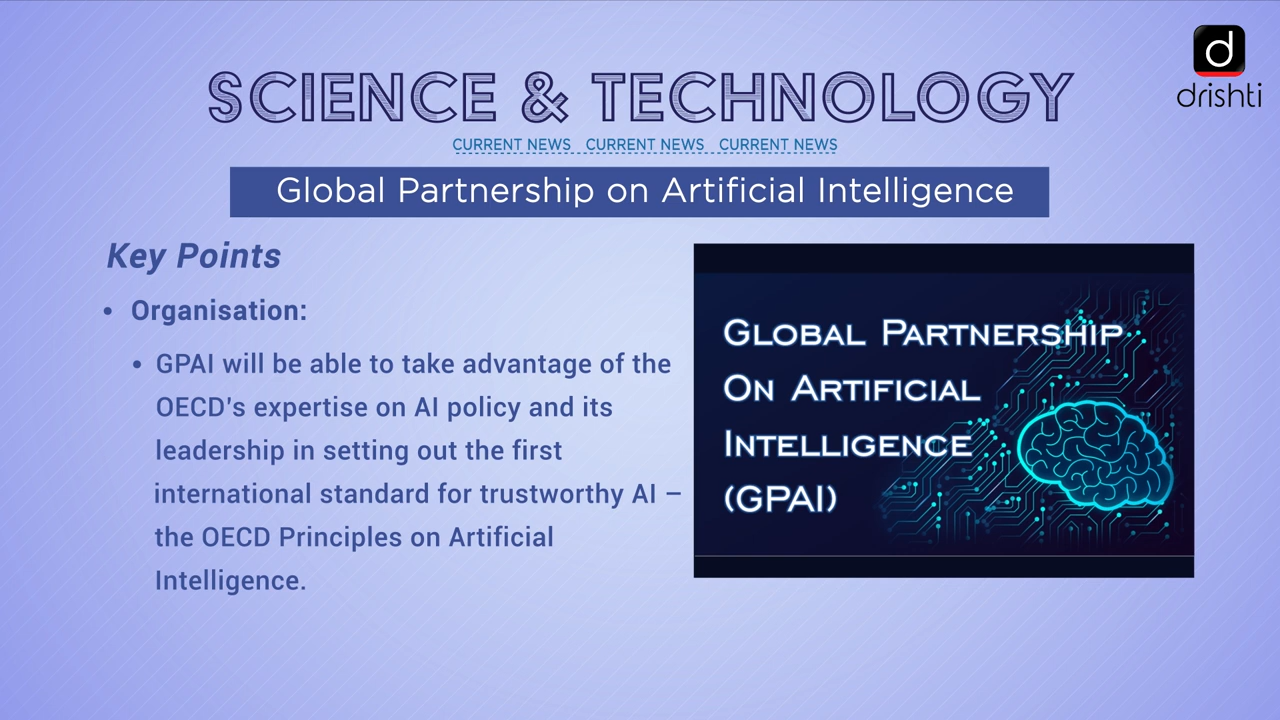 d
drishti
SCIENCE & TECHNOLOGY
CURRENT NEWS CURRENT NEWS CURRENT NEWS
Global Partnership on Artificial Intelligence
Key Points
• Organisation:
• GPAI will be able to take advantage of the
OECD's expertise on AI policy and its
leadership in setting out the first
international standard for trustworthy AI –
the OECD Principles on Artificial
Intelligence.
GLOBAL PARTNERSHIP
ON ARTIFICIAL
INTELLIGENCE
(GPAI)